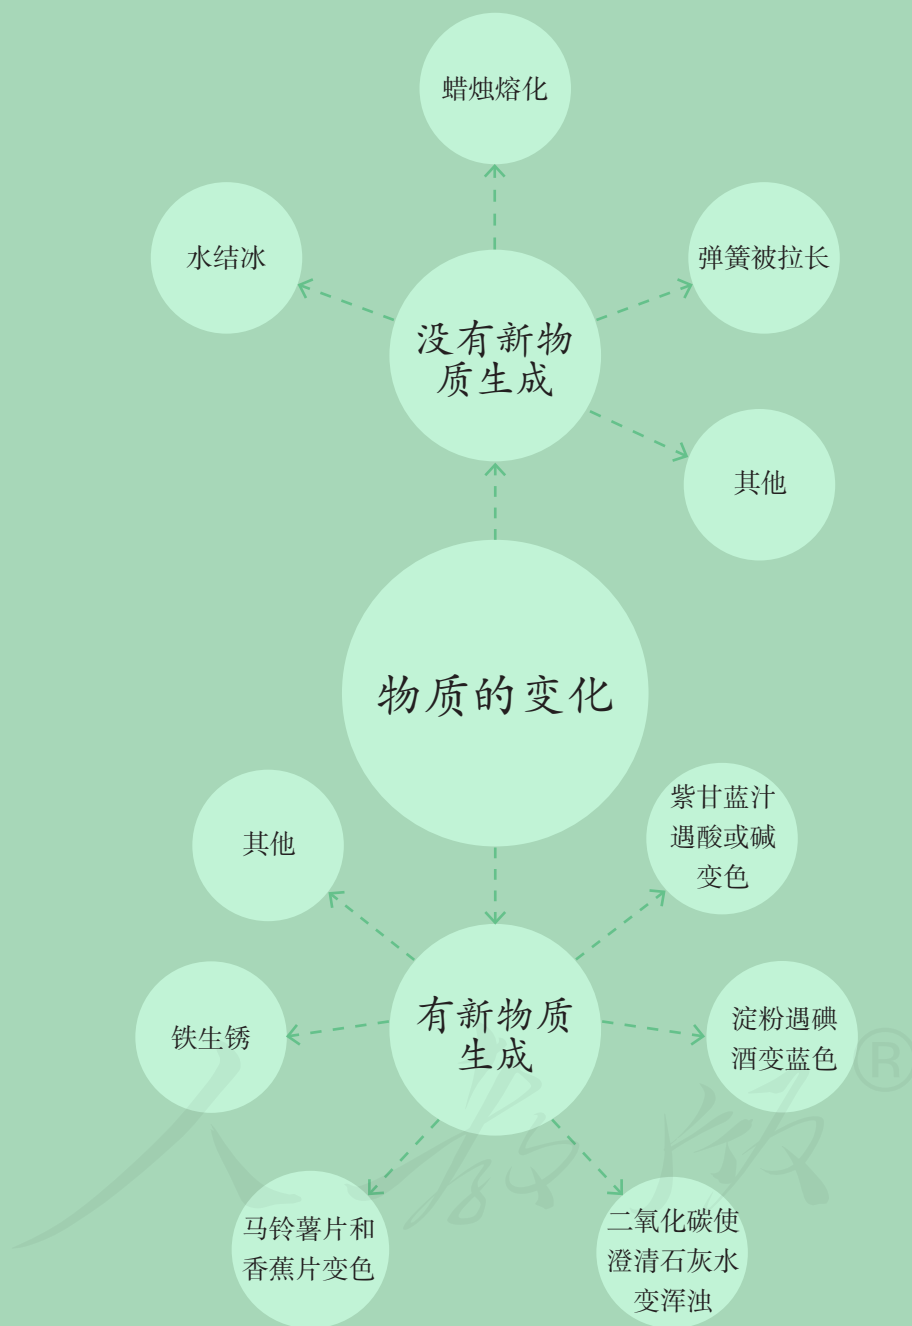 蜡烛熔化
水结冰
弹簧被拉长
没有新物
质生成
其他
物质的变化
紫甘蓝汁
遇酸或碱
变色
其他
有新物质
生成
铁生锈
淀粉遇碘
酒变蓝色
马铃薯片和
香蕉片变色
二氧化碳使
澄清石灰水
变浑浊
人教版®